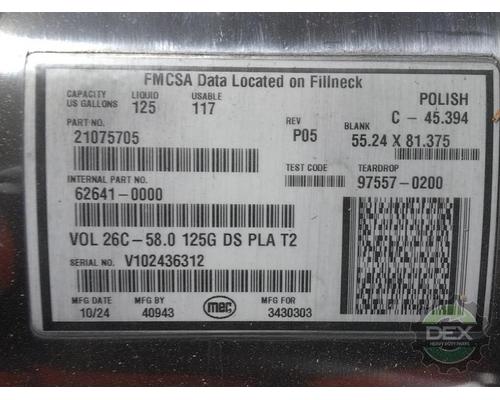 FMCSA Data Located on Fillneck
CAPACITY LIQUID USABLE
US GALLONS 125 117
POLISH
C - 45.394
PART NO.
21075705
REV
P05
BLANK
55.24 X 81.375
INTERNAL PART NO.
62641-0000
TEST CODE
TEARDROP
97557-0200
VOL 26C-58.0 125G DS PLA T2
SERIAL NO. V102436312
MFG DATE MFG BY mec MFG FOR
10/24 40943 3430303
DEX
HEAVY DUTY PARTS